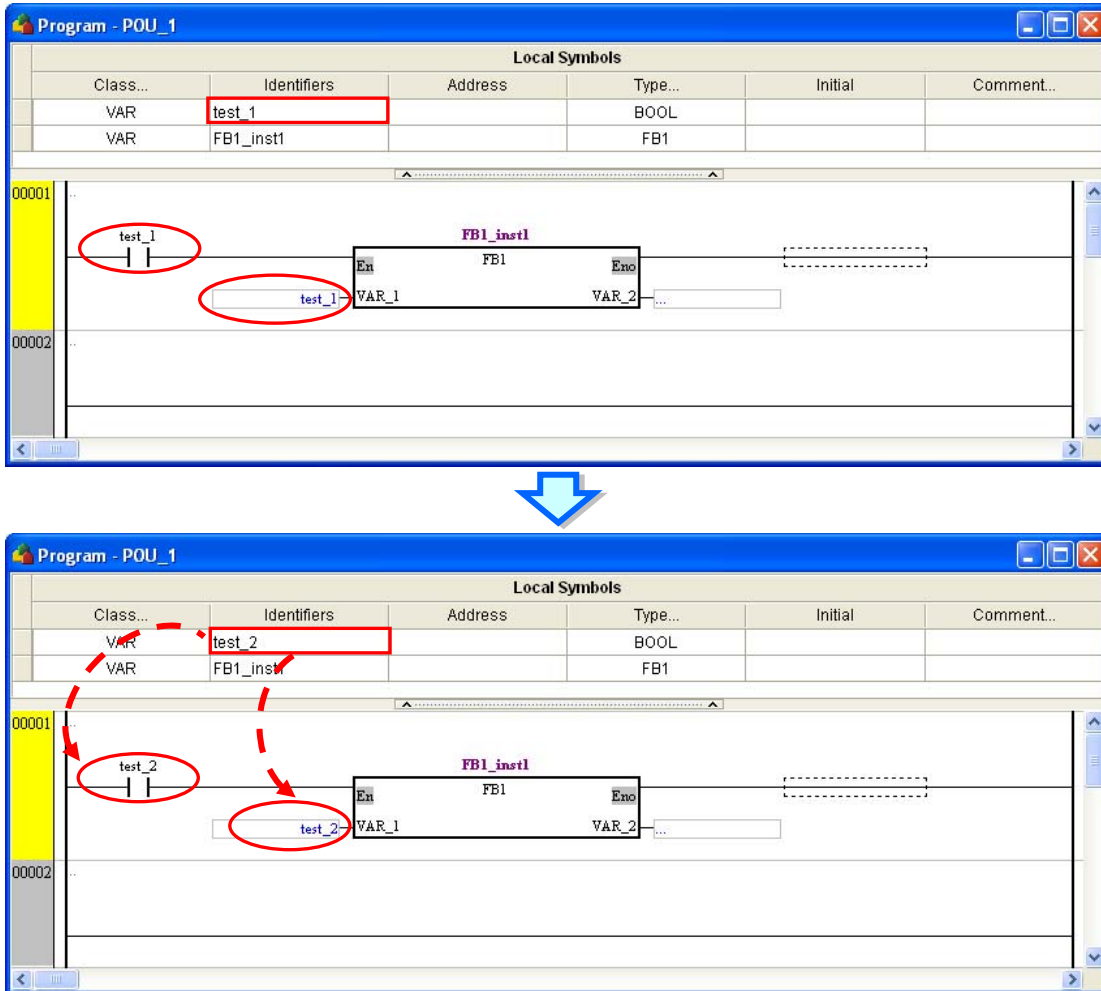 Program - POU_1
Local Symbols
Class... Identifiers Address Type... Initial Comment...
VAR test_1 BOOL
VAR FB1_inst1 FB1
00001 ..
test_1 FB1_inst1
FB1
En Eno
test_1 VAR_1 VAR_2 ...
00002 ..
Program - POU_1
Local Symbols
Class... Identifiers Address Type... Initial Comment...
VAR test_2 BOOL
VAR FB1_inst1 FB1
00001 ..
test_2 FB1_inst1
FB1
En Eno
test_2 VAR_1 VAR_2 ...
00002 ..